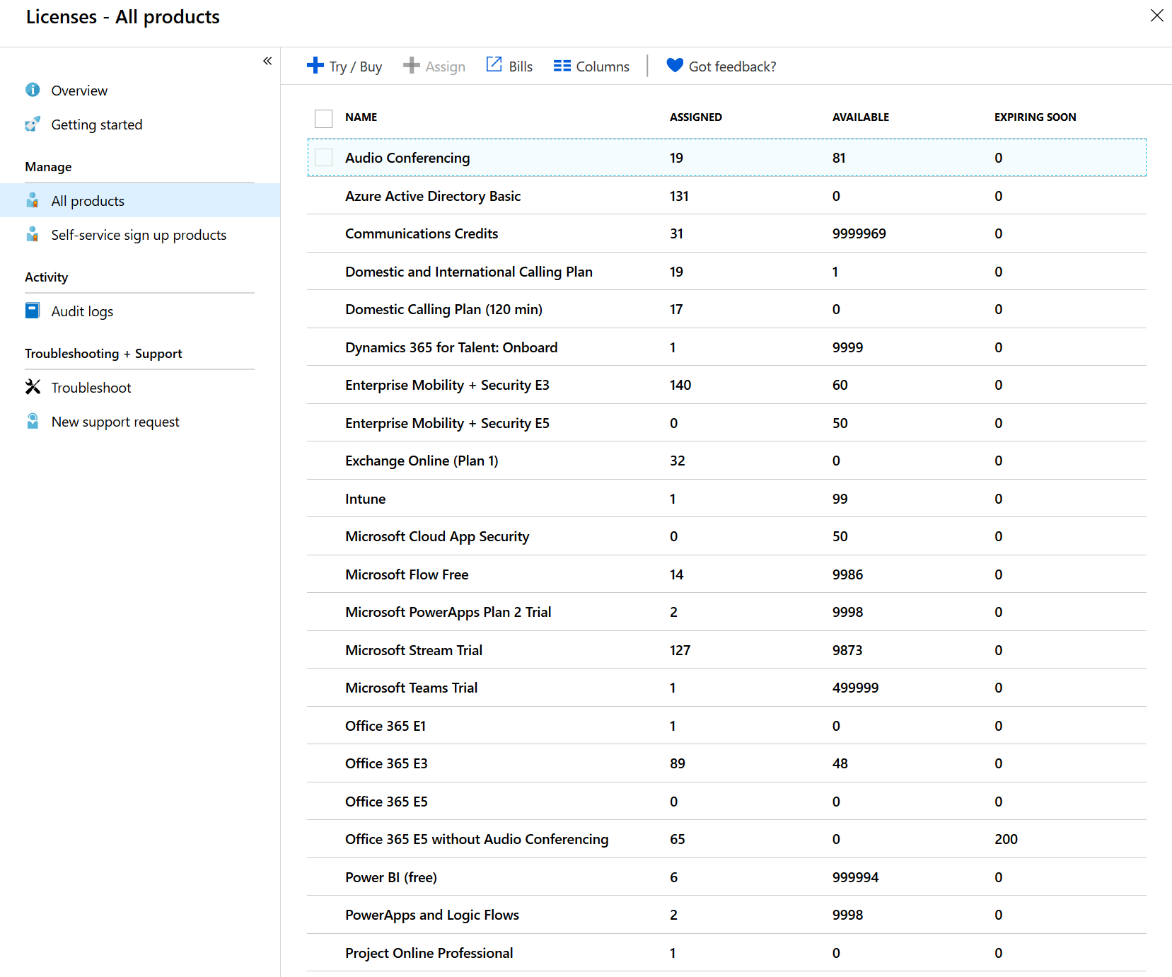 Licenses - All products
Overview
Getting started
Manage
All products
Self-service sign up products
Activity
Audit logs
Troubleshooting + Support
Troubleshoot
New support request
Try / Buy Assign Bills Columns Got feedback?
NAME ASSIGNED AVAILABLE EXPIRING SOON
Audio Conferencing 19 81 0
Azure Active Directory Basic 131 0 0
Communications Credits 31 9999969 0
Domestic and International Calling Plan 19 1 0
Domestic Calling Plan (120 min) 17 0 0
Dynamics 365 for Talent: Onboard 1 9999 0
Enterprise Mobility + Security E3 140 60 0
Enterprise Mobility + Security E5 0 50 0
Exchange Online (Plan 1) 32 0 0
Intune 1 99 0
Microsoft Cloud App Security 0 50 0
Microsoft Flow Free 14 9986 0
Microsoft PowerApps Plan 2 Trial 2 9998 0
Microsoft Stream Trial 127 9873 0
Microsoft Teams Trial 1 499999 0
Office 365 E1 1 0 0
Office 365 E3 89 48 0
Office 365 E5 0 0 0
Office 365 E5 without Audio Conferencing 65 0 200
Power BI (free) 6 999994 0
PowerApps and Logic Flows 2 9998 0
Project Online Professional 1 0 0